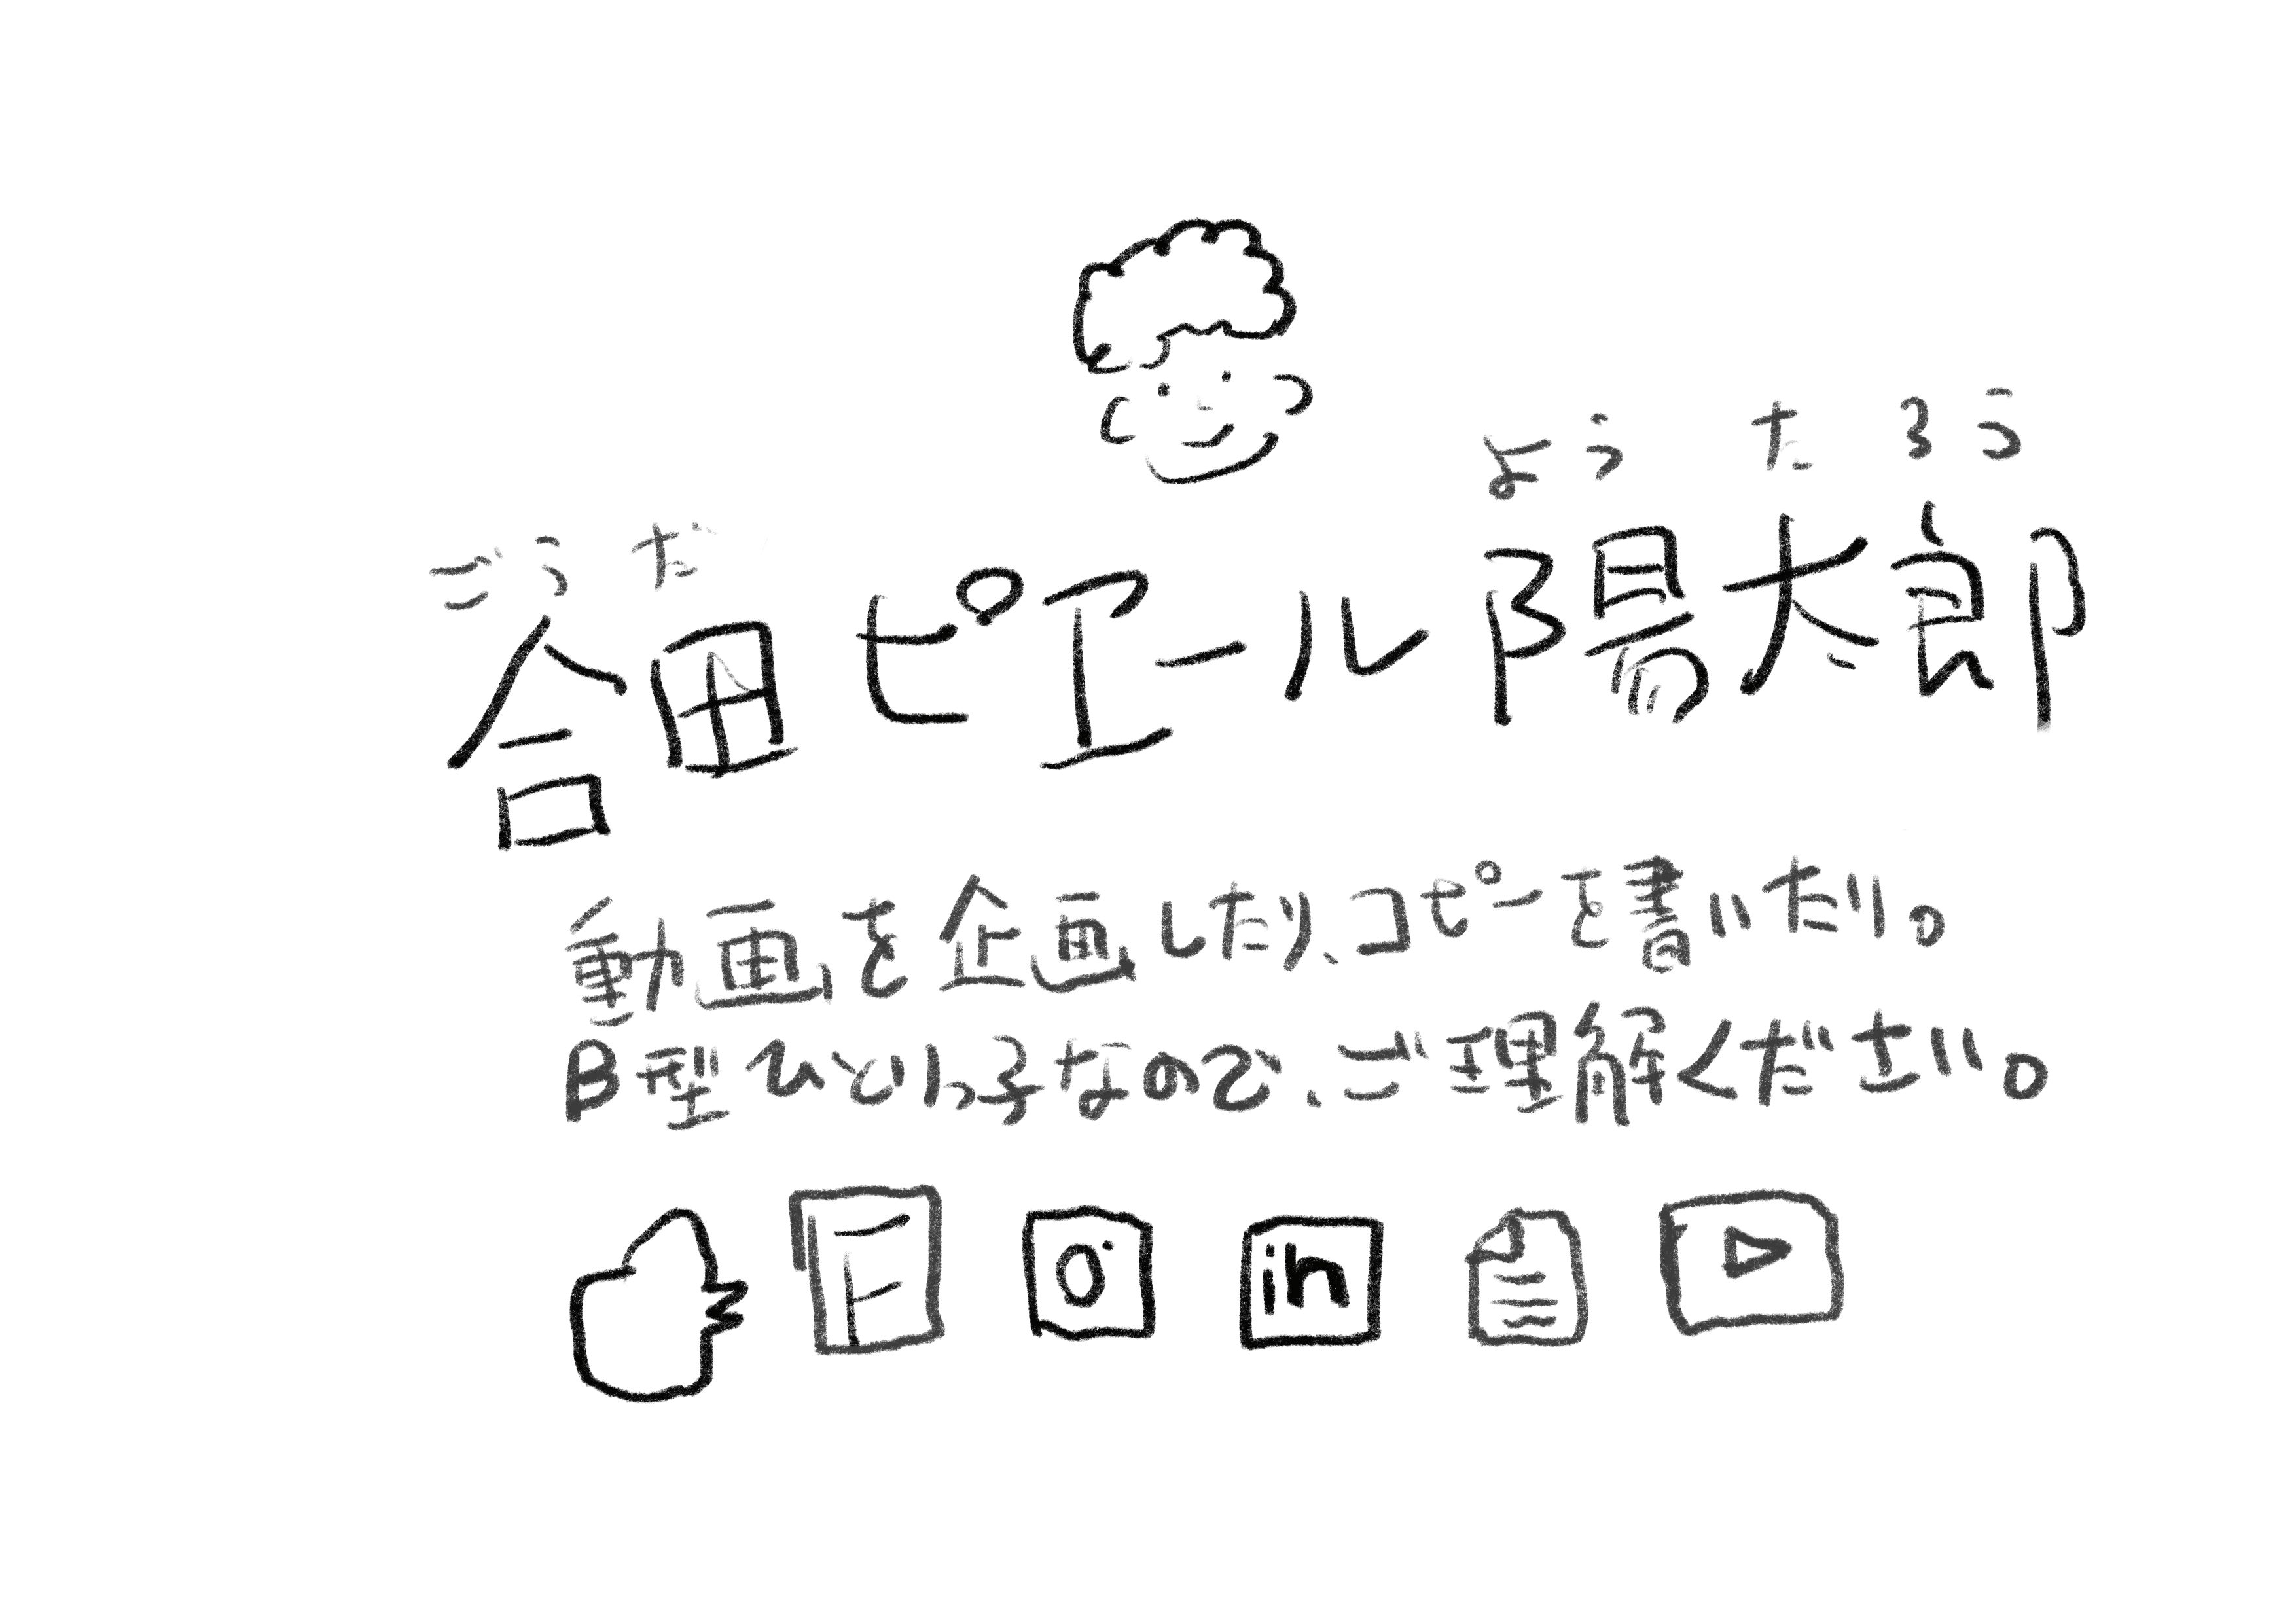 ようたろう
ごうだ
合田ピエール陽太郎
動画を企画したり、コピーを書いたり。
B型ひとりっ子なので、ご理解ください。
in